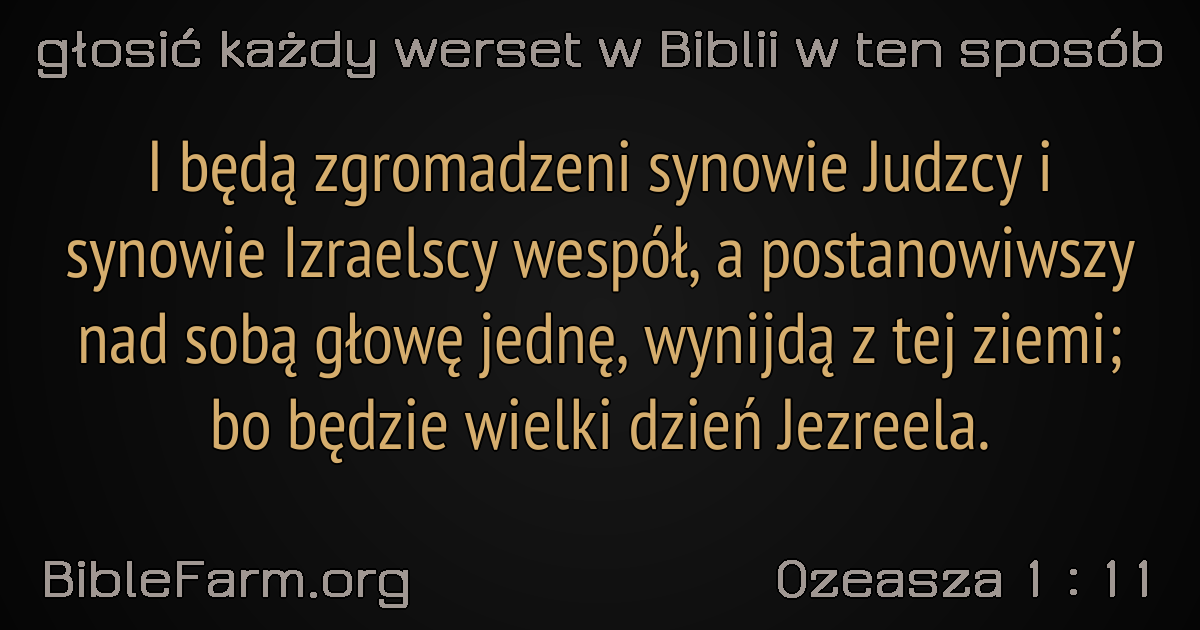 głosić każdy werset w Biblii w ten sposób
I będą zgromadzeni synowie Judzcy i
synowie Izraelscy wespół, a postanowiwszy
nad sobą głowę jednę, wynijdą z tej ziemi;
bo będzie wielki dzień Jezreela.
BibleFarm.org
Ozeasza 1 : 11